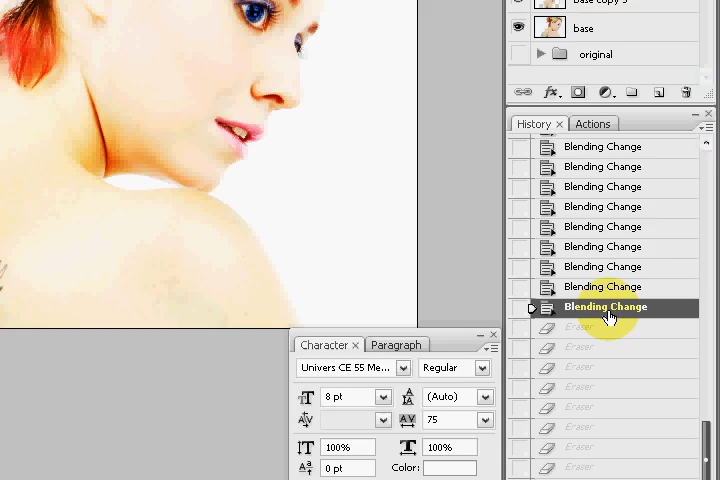 base copy 3
base
original
fx
History × Actions
Blending Change
Blending Change
Blending Change
Blending Change
Blending Change
Blending Change
Blending Change
Blending Change
Blending Change
Eraser
Eraser
Eraser
Eraser
Eraser
Eraser
Eraser
Eraser
Character × Paragraph
Univers CE 55 Me... Regular
8 pt (Auto)
75
100% 100%
0 pt Color: